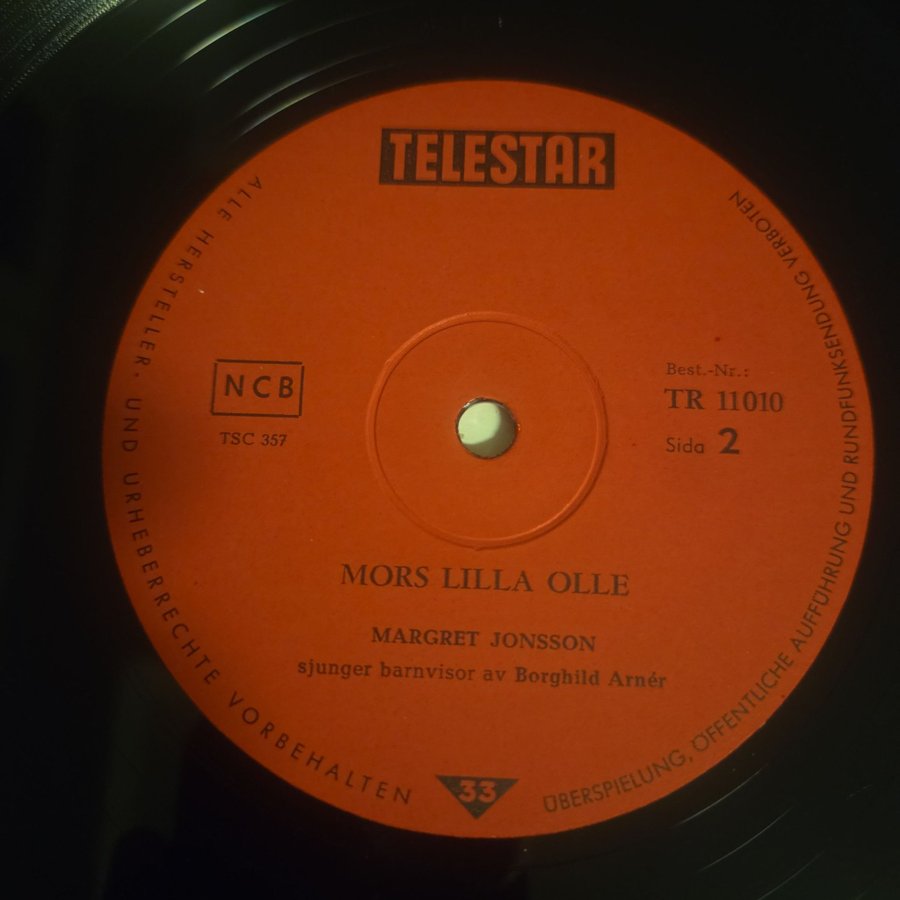 TELESTAR
ALLE HERSTELLER- UND URHEBERRECHTE VORBEHALTEN
ÜBERSPIELUNG, ÖFFENTLICHE AUFFÜHRUNG UND RUNDFUNKSENDUNG VERBOTEN
NCB
TSC 357
Best.-Nr.:
TR 11010
Sida 2
MORS LILLA OLLE
MARGRET JONSSON
sjunger barnvisor av Borghild Arnér
33